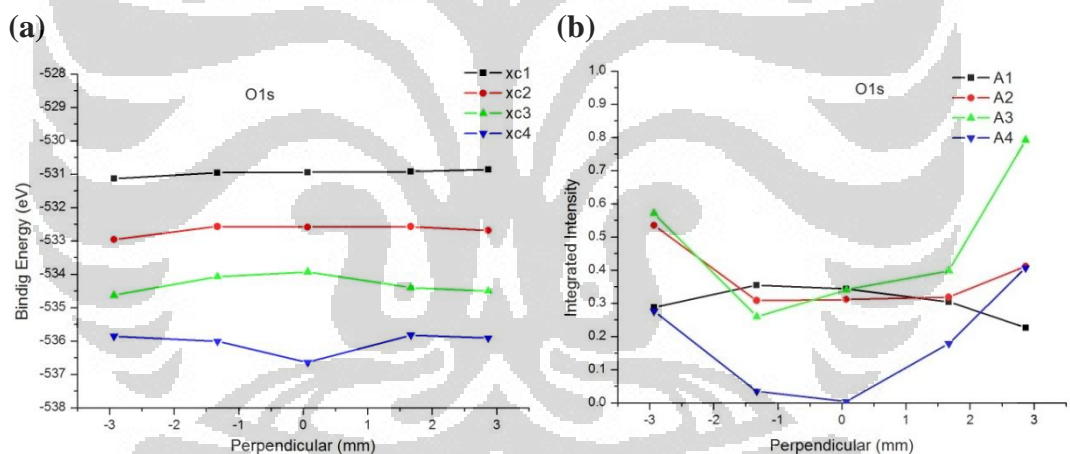 (a)
-528
-529
-530
-531
-532
-533
-534
-535
-536
-537
-538
Bindig Energy (eV)
O1s
xc1
xc2
xc3
xc4
-3
-2
-1
0
1
2
3
Perpendicular (mm)
(b)
1.0
0.9
0.8
0.7
0.6
0.5
0.4
0.3
0.2
0.1
0.0
Integrated Intensity
O1s
A1
A2
A3
A4
-3
-2
-1
0
1
2
3
Perpendicular (mm)